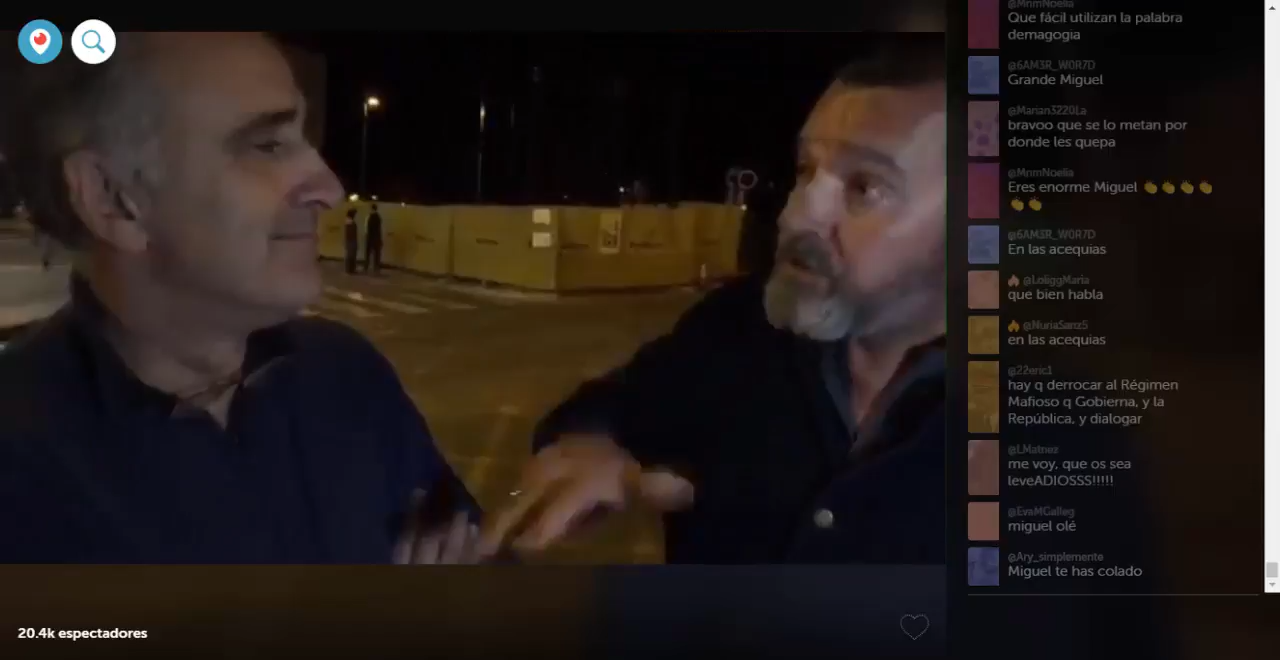 @MnmNoelia
Que fácil utilizan la palabra
demagogia
@6AM3R_W0R7D
Grande Miguel
@Marian3220La
bravoo que se lo metan por
donde les quepa
@MnmNoelia
Eres enorme Miguel 👏👏👏👏
👏👏
@6AM3R_W0R7D
En las acequias
🔥 @LoliggMaria
que bien habla
🔥 @NuriaSanz5
en las acequias
@22eric1
hay q derrocar al Régimen
Mafioso q Gobierna, y la
República, y dialogar
@LMatnez
me voy, que os sea
leveADIOSSS!!!!!
@EvaMGalleg
miguel olé
@Ary_simplemente
Miguel te has colado
20.4k espectadores